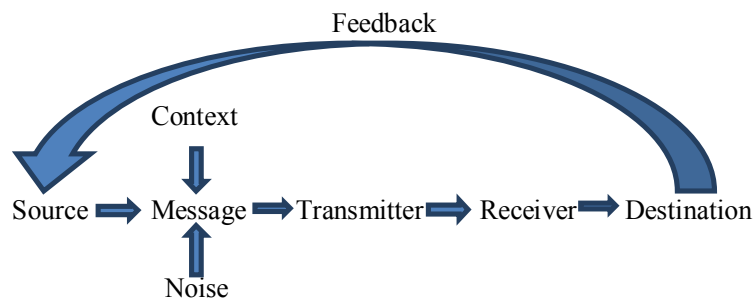 Feedback
Context
Source Message Transmitter Receiver Destination
Noise